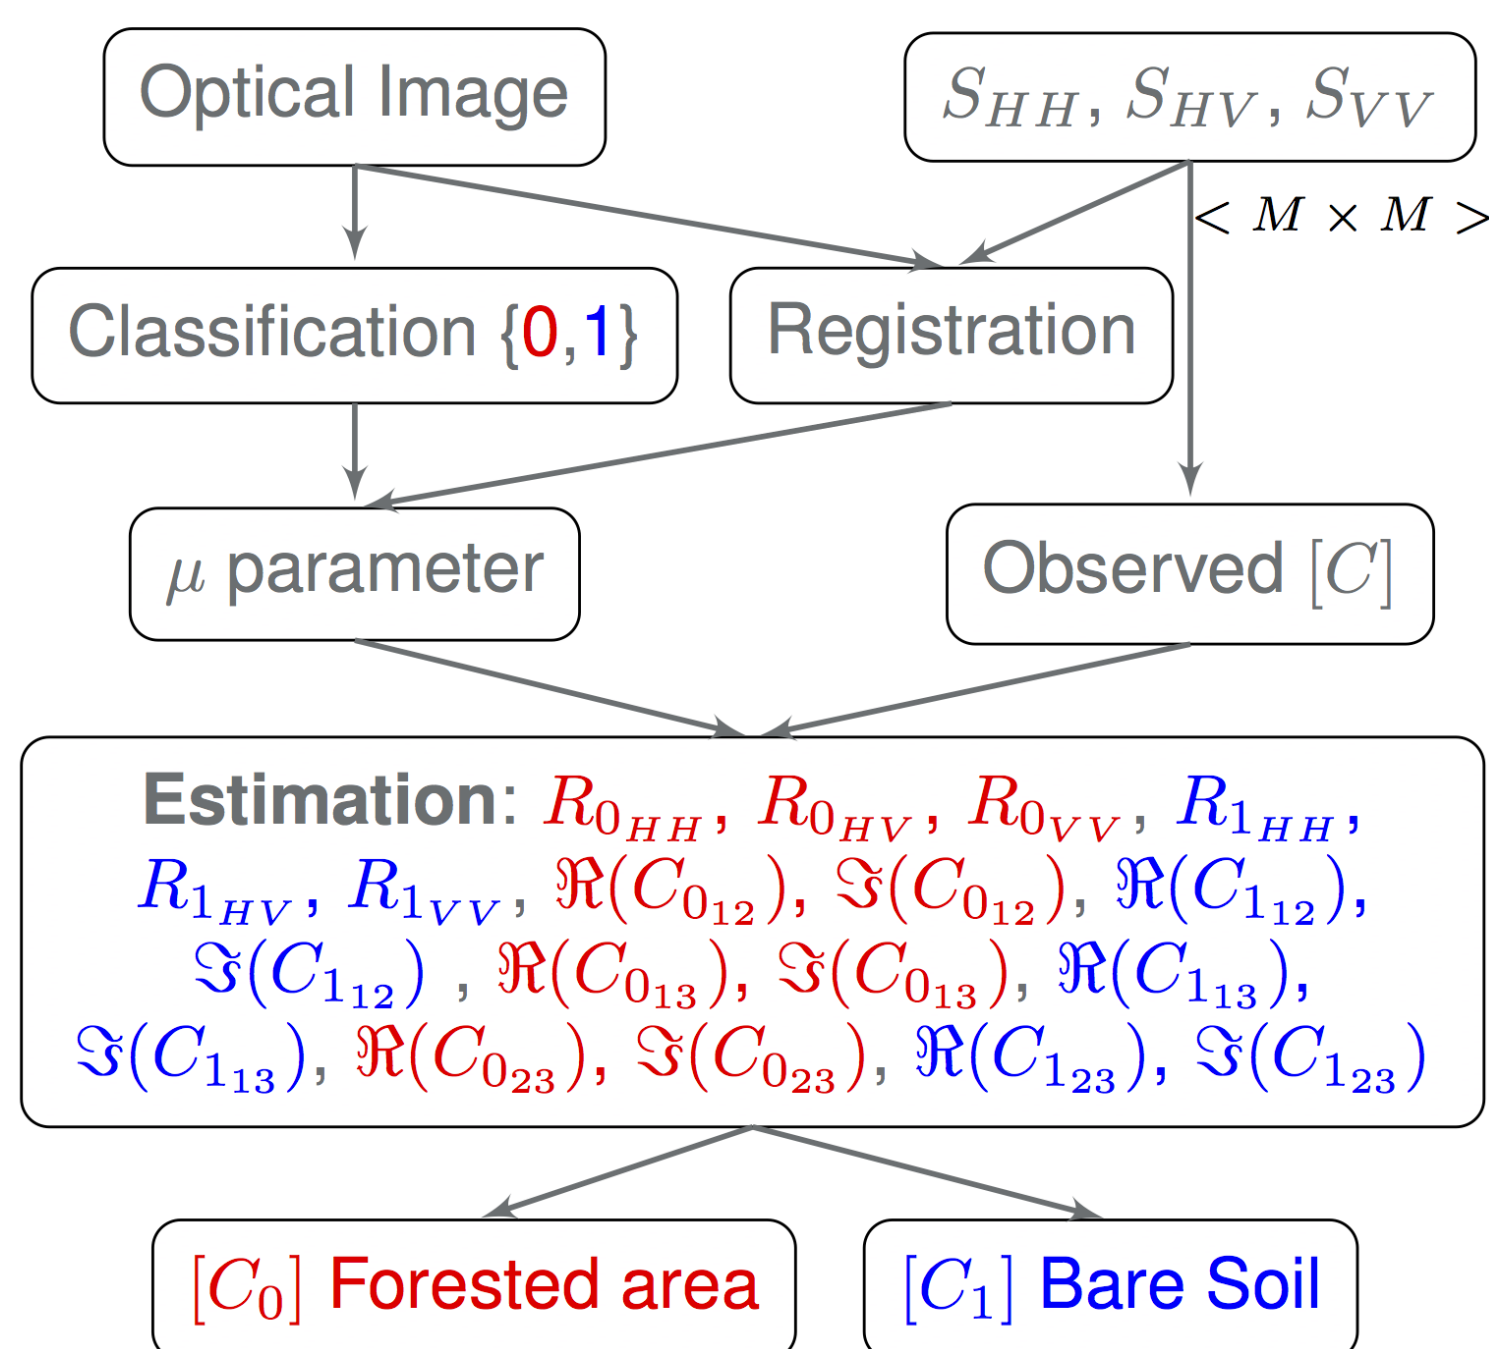 Optical Image
S_{HH}, S_{HV}, S_{VV}
< M × M >
Classification {0,1}
Registration
μ parameter
Observed [C]
Estimation: R_{0_{HH}}, R_{0_{HV}}, R_{0_{VV}}, R_{1_{HH}},
R_{1_{HV}}, R_{1_{VV}}, ℜ(C_{0_{12}}), ℑ(C_{0_{12}}), ℜ(C_{1_{12}}),
ℑ(C_{1_{12}}) , ℜ(C_{0_{13}}), ℑ(C_{0_{13}}), ℜ(C_{1_{13}}),
ℑ(C_{1_{13}}), ℜ(C_{0_{23}}), ℑ(C_{0_{23}}), ℜ(C_{1_{23}}), ℑ(C_{1_{23}})
[C_0] Forested area
[C_1] Bare Soil